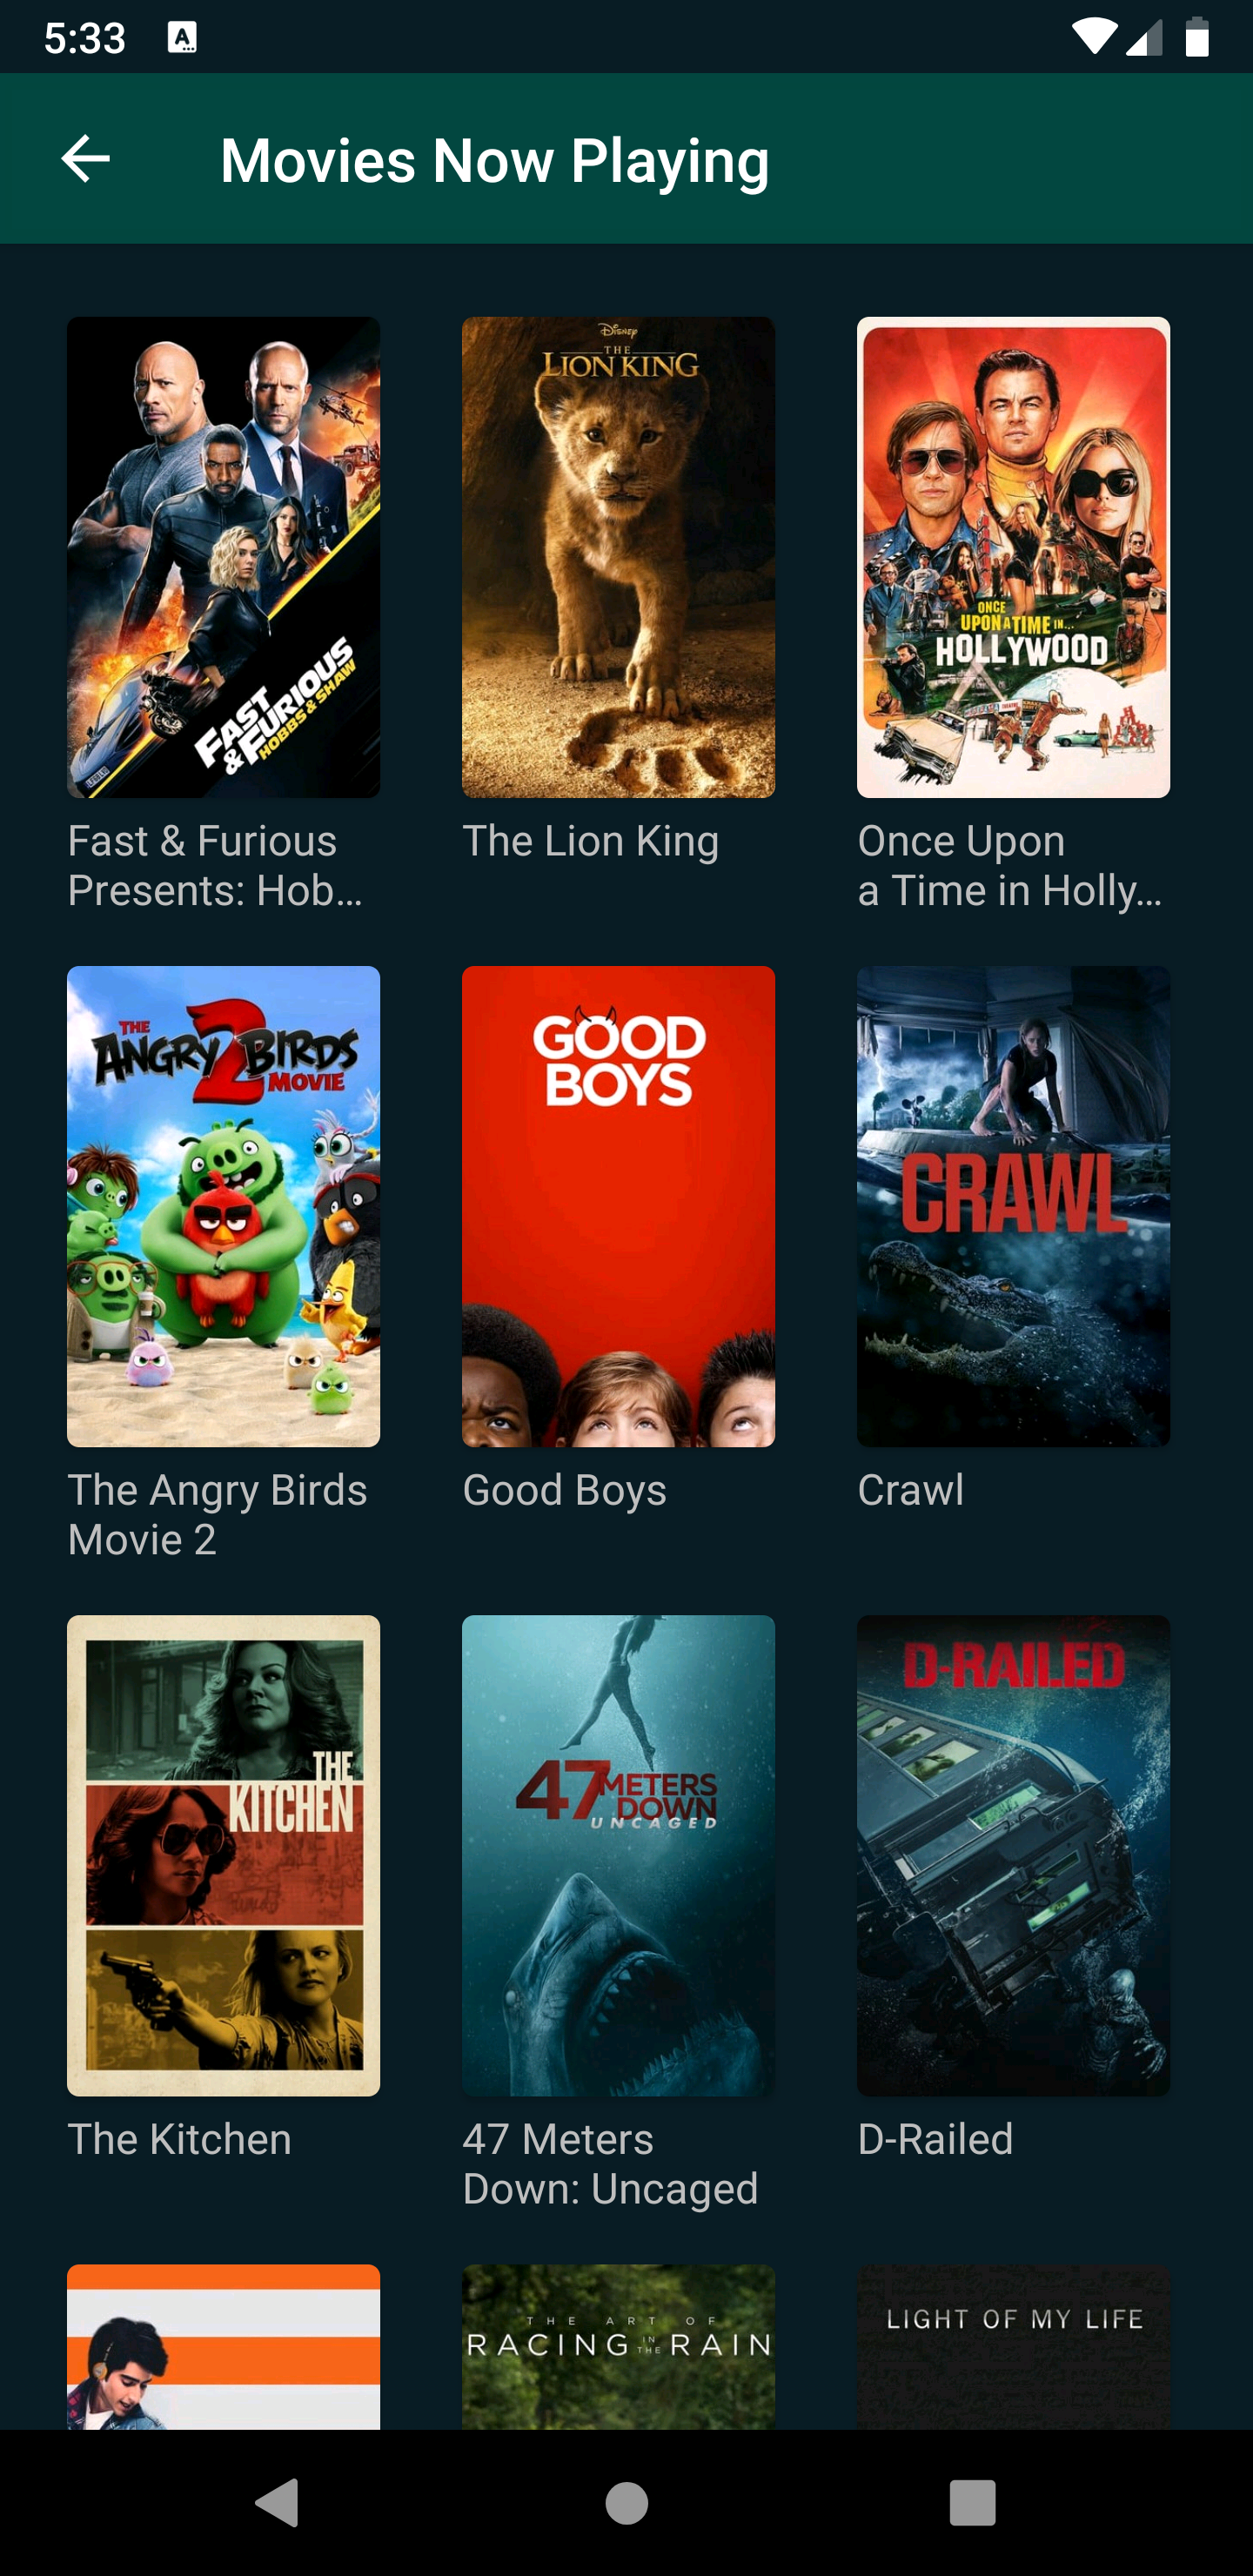 5:33
A
Movies Now Playing
Disney
THE
LION KING
ONCE
UPON A TIME IN...
HOLLYWOOD
FAST
& FURIOUS
HOBBS & SHAW
Fast & Furious
Presents: Hob...
The Lion King
Once Upon
a Time in Holly...
THE
ANGRY 2 BIRDS
MOVIE
GOOD
BOYS
CRAWL
The Angry Birds
Movie 2
Good Boys
Crawl
THE
KITCHEN
47 METERS
DOWN
UNCAGED
D-RAILED
The Kitchen
47 Meters
Down: Uncaged
D-Railed
THE ART OF
RACING IN THE RAIN
LIGHT OF MY LIFE